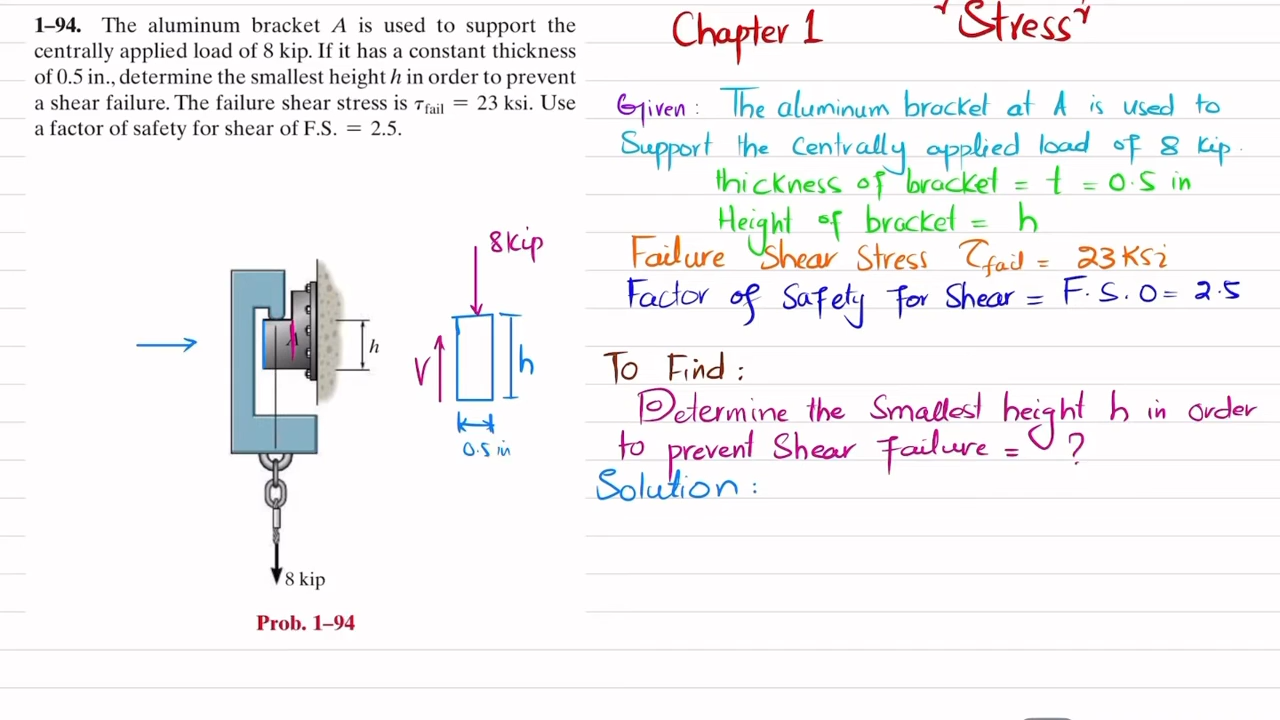 1–94. The aluminum bracket A is used to support the
centrally applied load of 8 kip. If it has a constant thickness
of 0.5 in., determine the smallest height h in order to prevent
a shear failure. The failure shear stress is τfail = 23 ksi. Use
a factor of safety for shear of F.S. = 2.5.
8 kip
A
h
V
h
0.5 in
8 kip
Prob. 1–94
Chapter 1 "Stress"
Given: The aluminum bracket at A is used to
Support the Centrally applied load of 8 kip.
thickness of bracket = t = 0.5 in
Height of bracket = h
Failure Shear Stress τfail = 23 KSi
Factor of Safety for Shear = F.S.O = 2.5
To Find:
Determine the Smallest height h in order
to prevent Shear Failure = ?
Solution: